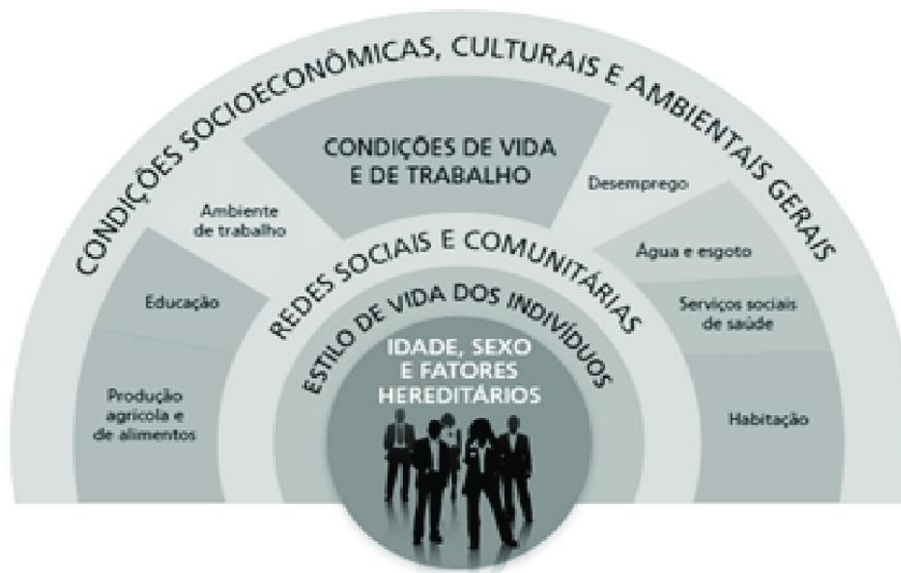 CONDIÇÕES SOCIOECONÔMICAS, CULTURAIS E AMBIENTAIS GERAIS
CONDIÇÕES DE VIDA
E DE TRABALHO
Ambiente
de trabalho
Desemprego
Educação
Água e esgoto
Produção
agrícola e
de alimentos
Serviços sociais
de saúde
Habitação
REDES SOCIAIS E COMUNITÁRIAS
ESTILO DE VIDA DOS INDIVÍDUOS
IDADE, SEXO
E FATORES
HEREDITÁRIOS